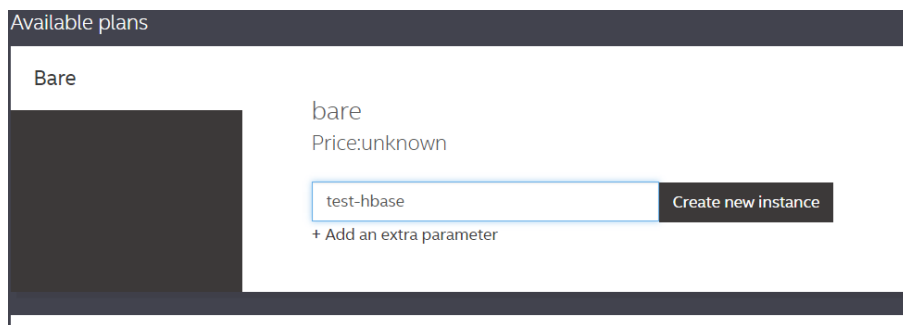 Available plans
Bare
bare
Price:unknown
test-hbase
Create new instance
+ Add an extra parameter